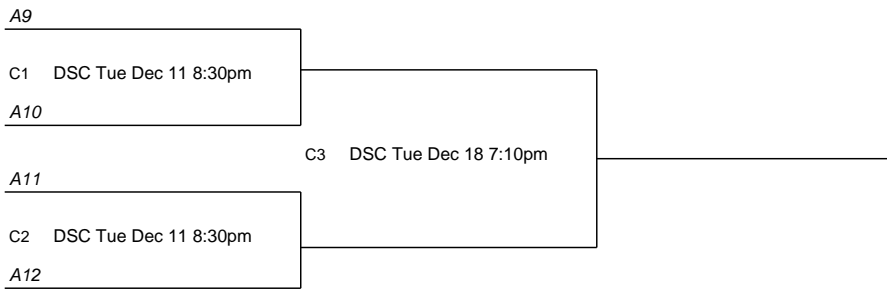 A9
C1 DSC Tue Dec 11 8:30pm
A10
C3 DSC Tue Dec 18 7:10pm
A11
C2 DSC Tue Dec 11 8:30pm
A12